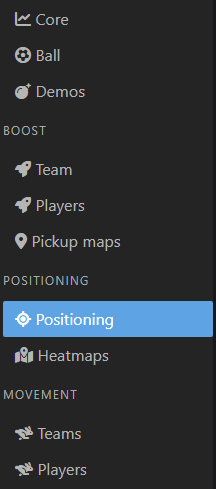 Core
Ball
Demos
BOOST
Team
Players
Pickup maps
POSITIONING
Positioning
Heatmaps
MOVEMENT
Teams
Players